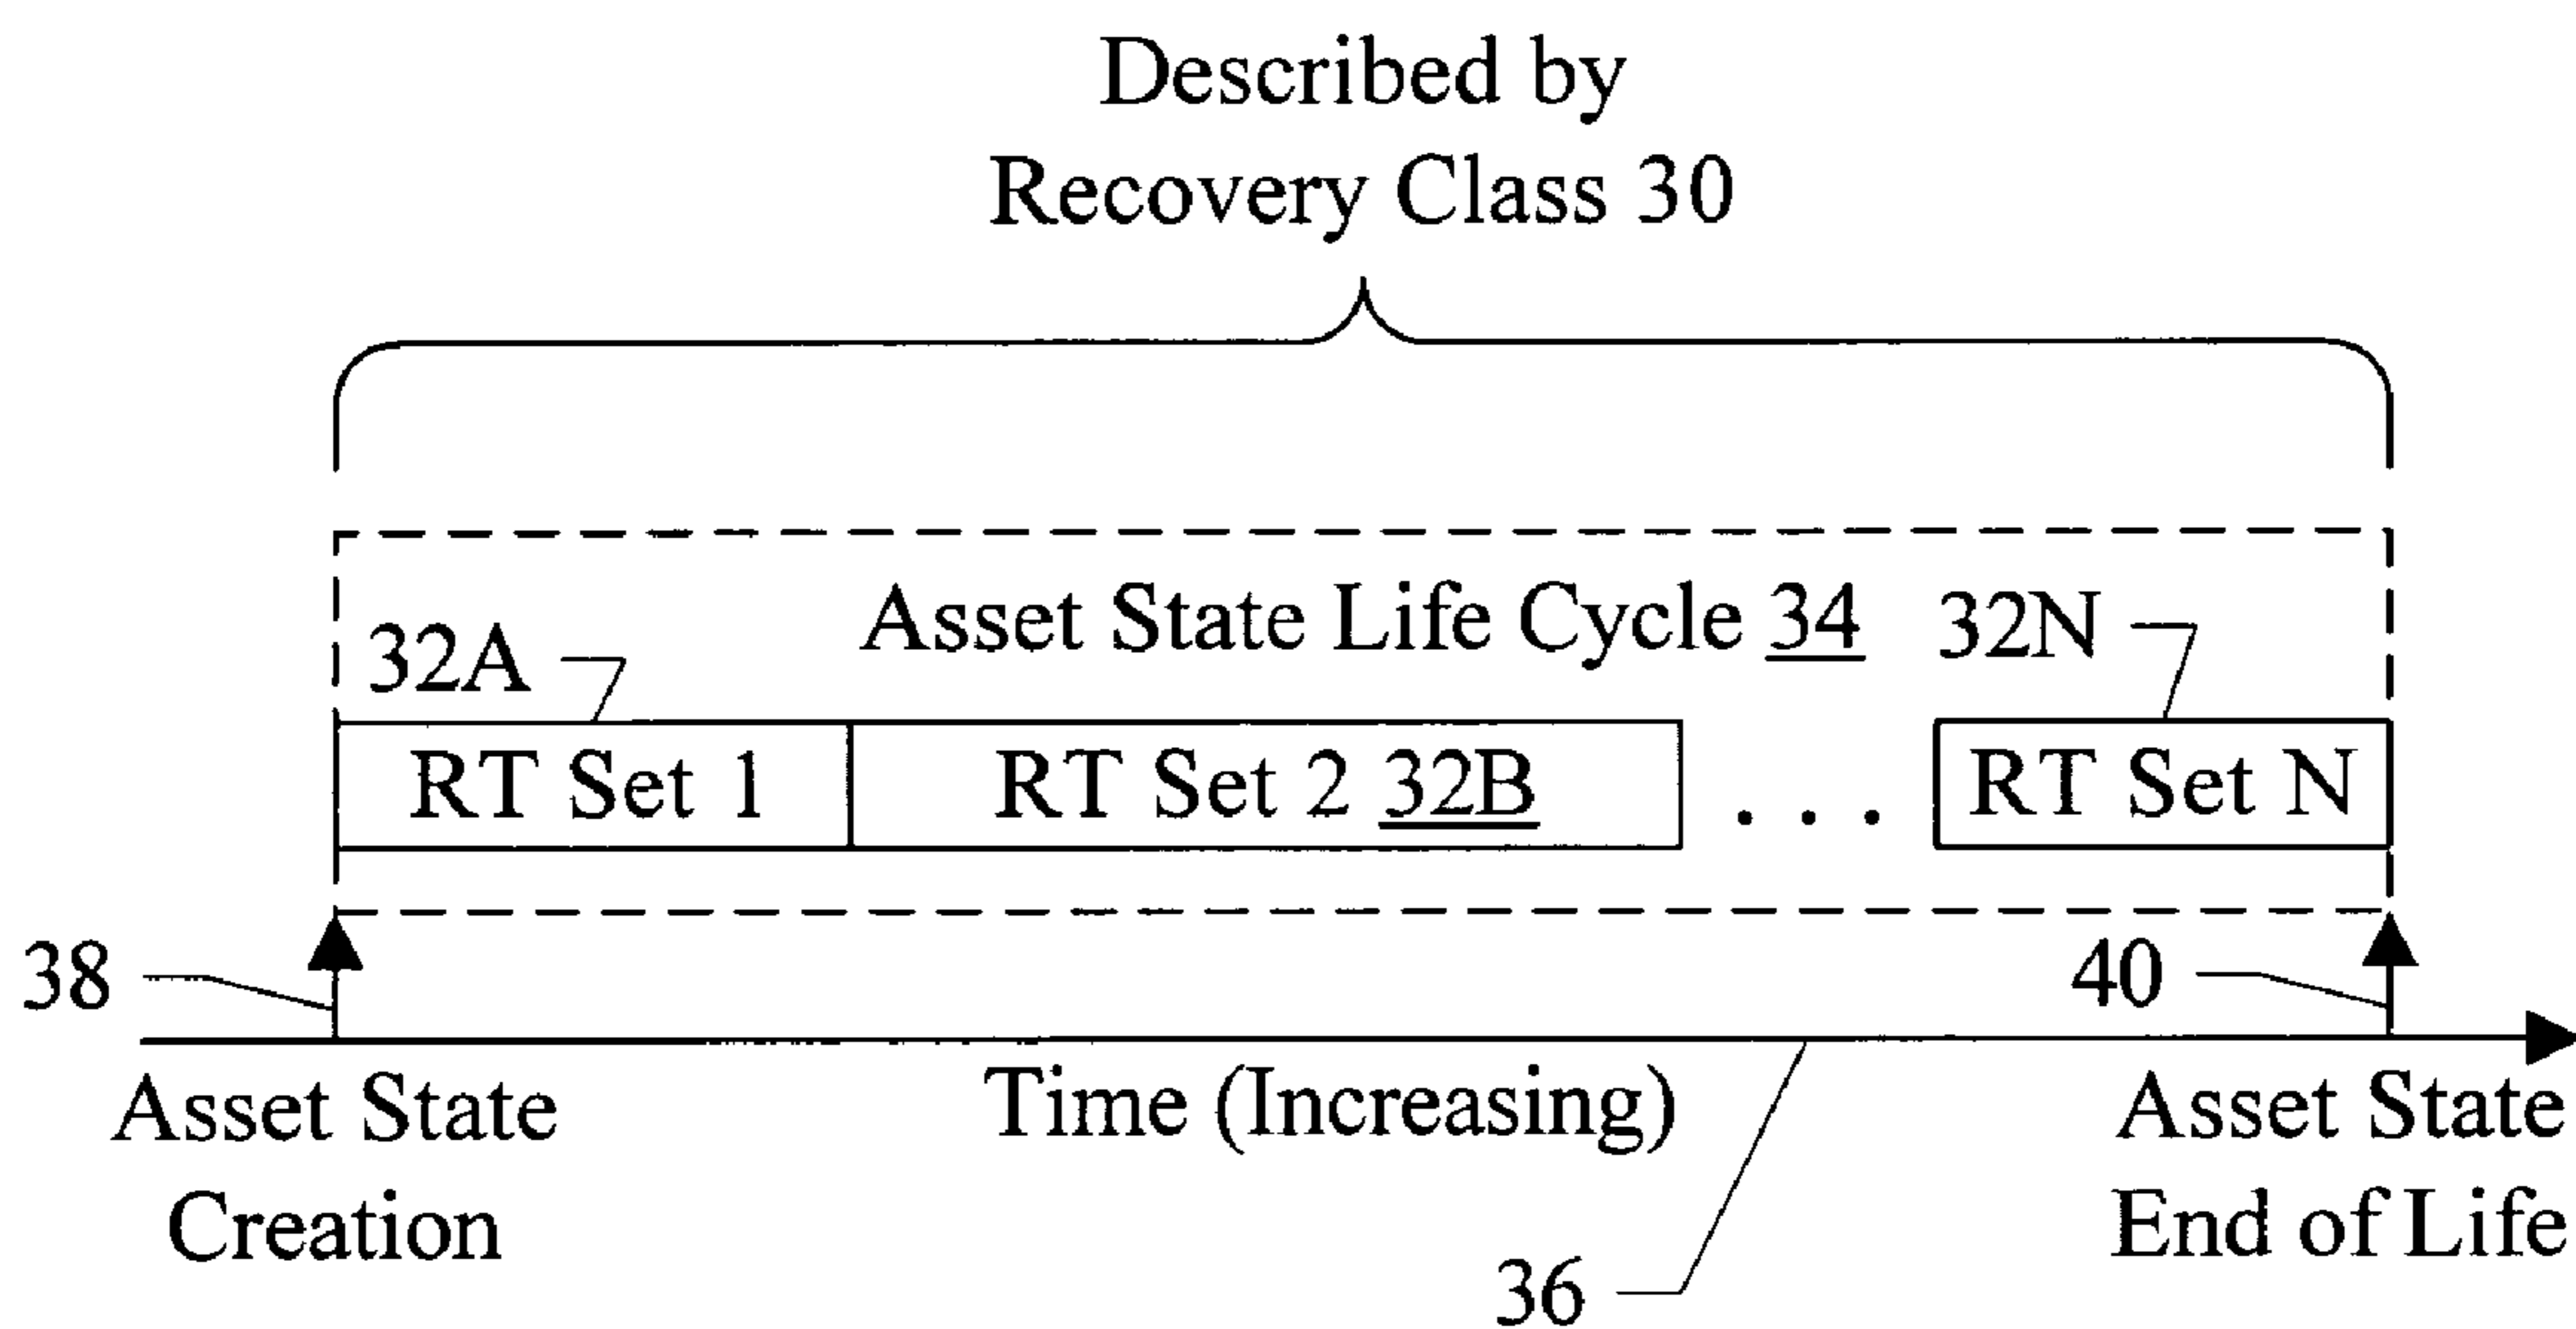 Described by
Recovery Class 30
Asset State Life Cycle 34
32N
32A
RT Set 1
RT Set 2 32B
. . .
RT Set N
38
40
Asset State
Creation
Time (Increasing)
Asset State
End of Life
36